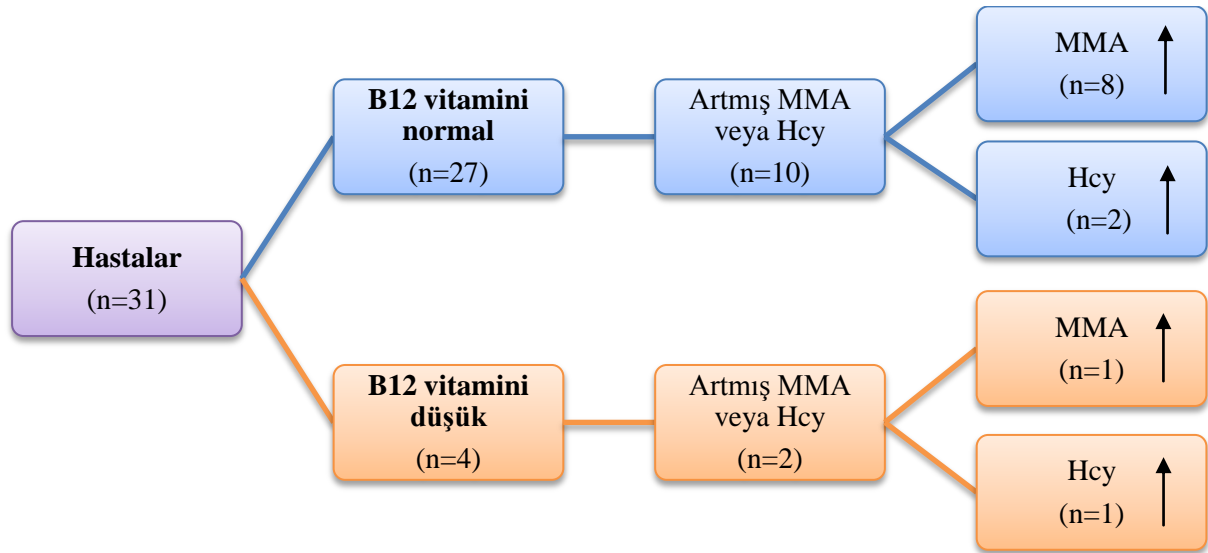 Hastalar
(n=31)
B12 vitamini
normal
(n=27)
Artmış MMA
veya Hcy
(n=10)
MMA
(n=8)
Hcy
(n=2)
B12 vitamini
düşük
(n=4)
Artmış MMA
veya Hcy
(n=2)
MMA
(n=1)
Hcy
(n=1)